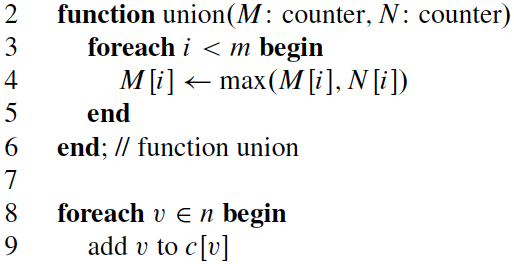 2 function union(M: counter, N: counter)
3 foreach i < m begin
4 M[i] ← max(M[i], N[i])
5 end
6 end; // function union
7
8 foreach v ∈ n begin
9 add v to c[v]